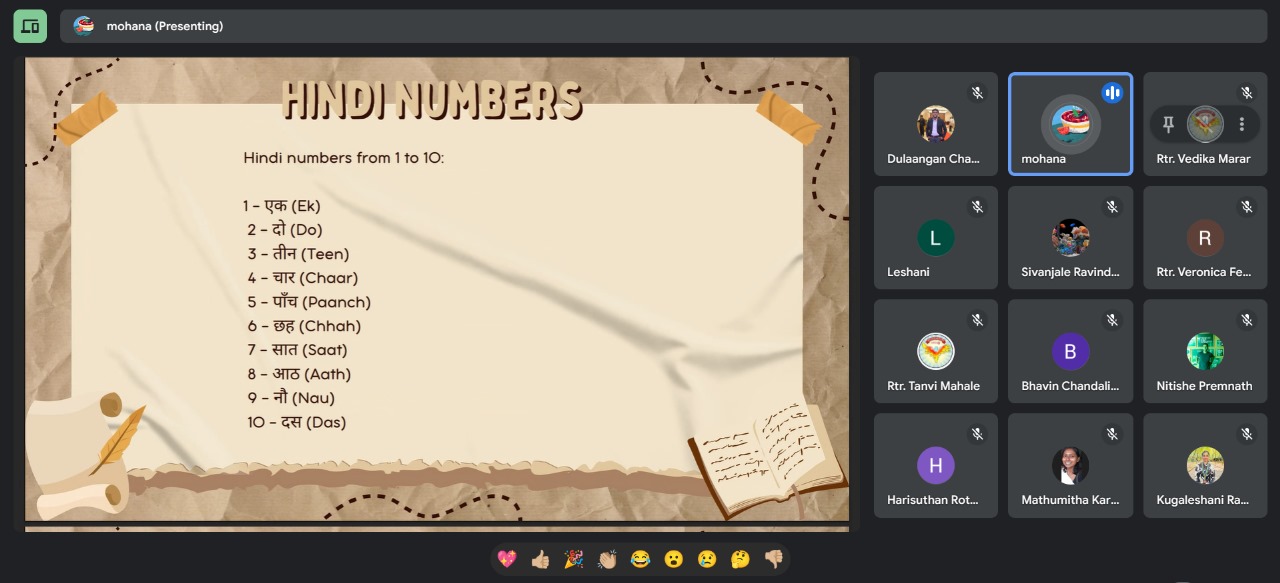 mohana (Presenting)
HINDI NUMBERS
Hindi numbers from 1 to 10:
1 - एक (Ek)
2 - दो (Do)
3 - तीन (Teen)
4 - चार (Chaar)
5 - पाँच (Paanch)
6 - छह (Chhah)
7 - सात (Saat)
8 - आठ (Aath)
9 - नौ (Nau)
10 - दस (Das)
Dulaangan Cha...
mohana
Rtr. Vedika Marar
L
Leshani
Sivanjale Ravind...
R
Rtr. Veronica Fe...
Rtr. Tanvi Mahale
B
Bhavin Chandali...
Nitishe Premnath
H
Harisuthan Rot...
Mathumitha Kar...
Kugaleshani Ra...